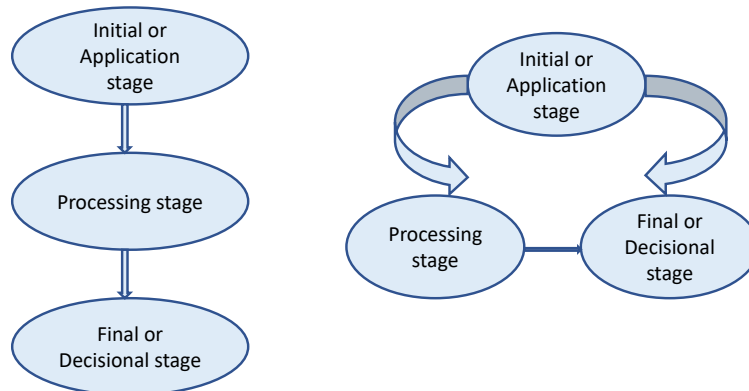 Initial or
Application
stage
Processing stage
Final or
Decisional stage
Initial or
Application
stage
Processing
stage
Final or
Decisional
stage